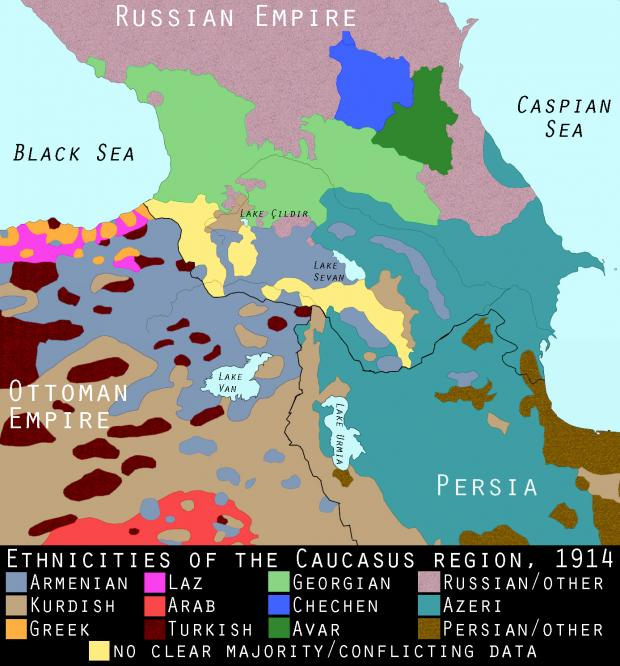 RUSSIAN EMPIRE
CASPIAN
SEA
BLACK SEA
LAKE ÇILDIR
LAKE
SEVAN
LAKE
VAN
OTTOMAN
EMPIRE
LAKE URMIA
PERSIA
ETHNICITIES OF THE CAUCASUS REGION, 1914
ARMENIAN LAZ GEORGIAN RUSSIAN/OTHER
KURDISH ARAB CHECHEN AZERI
GREEK TURKISH AVAR PERSIAN/OTHER
NO CLEAR MAJORITY/CONFLICTING DATA